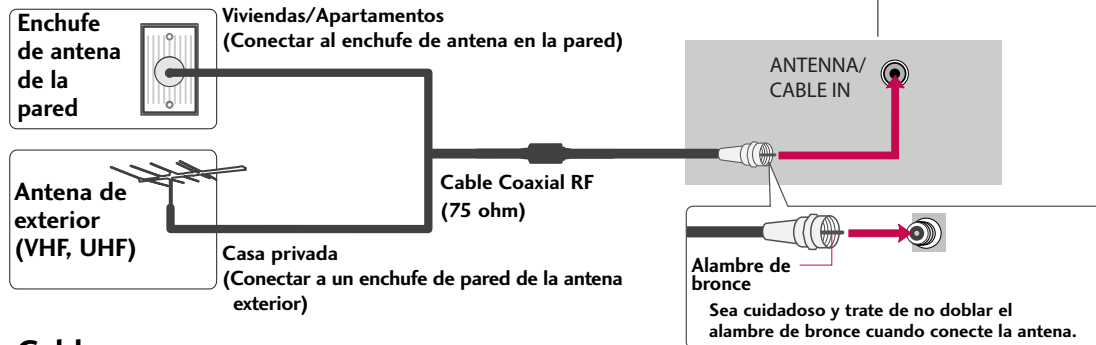 Enchufe
de antena
de la
pared
Viviendas/Apartamentos
(Conectar al enchufe de antena en la pared)
ANTENNA/
CABLE IN
Antena de
exterior
(VHF, UHF)
Cable Coaxial RF
(75 ohm)
Casa privada
(Conectar a un enchufe de pared de la antena
exterior)
Alambre de
bronce
Sea cuidadoso y trate de no doblar el
alambre de bronce cuando conecte la antena.